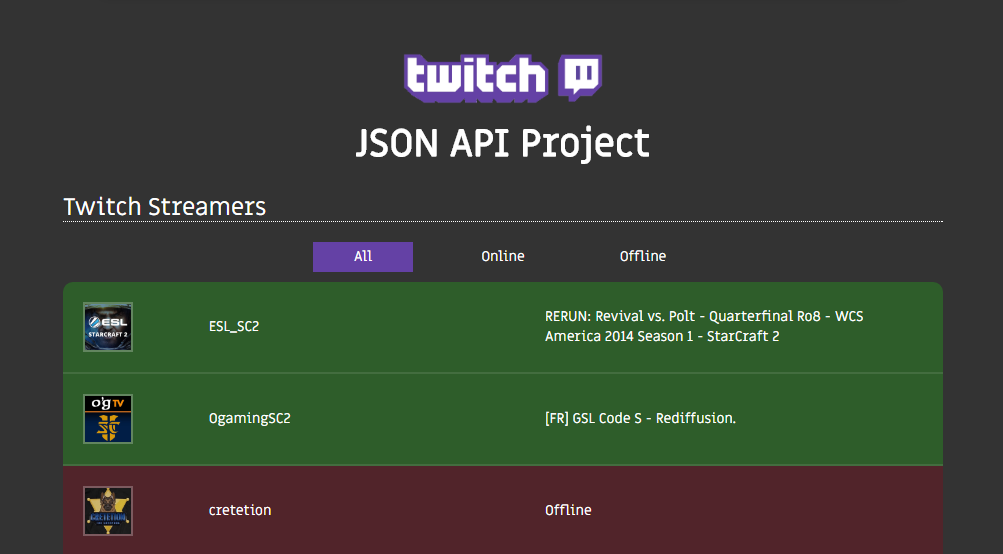 twitch
JSON API Project
Twitch Streamers
All
Online
Offline
ESL
STARCRAFT 2
ESL_SC2
RERUN: Revival vs. Polt - Quarterfinal Ro8 - WCS
America 2014 Season 1 - StarCraft 2
O'G TV
OgamingSC2
[FR] GSL Code S - Rediffusion.
cretetion
Offline